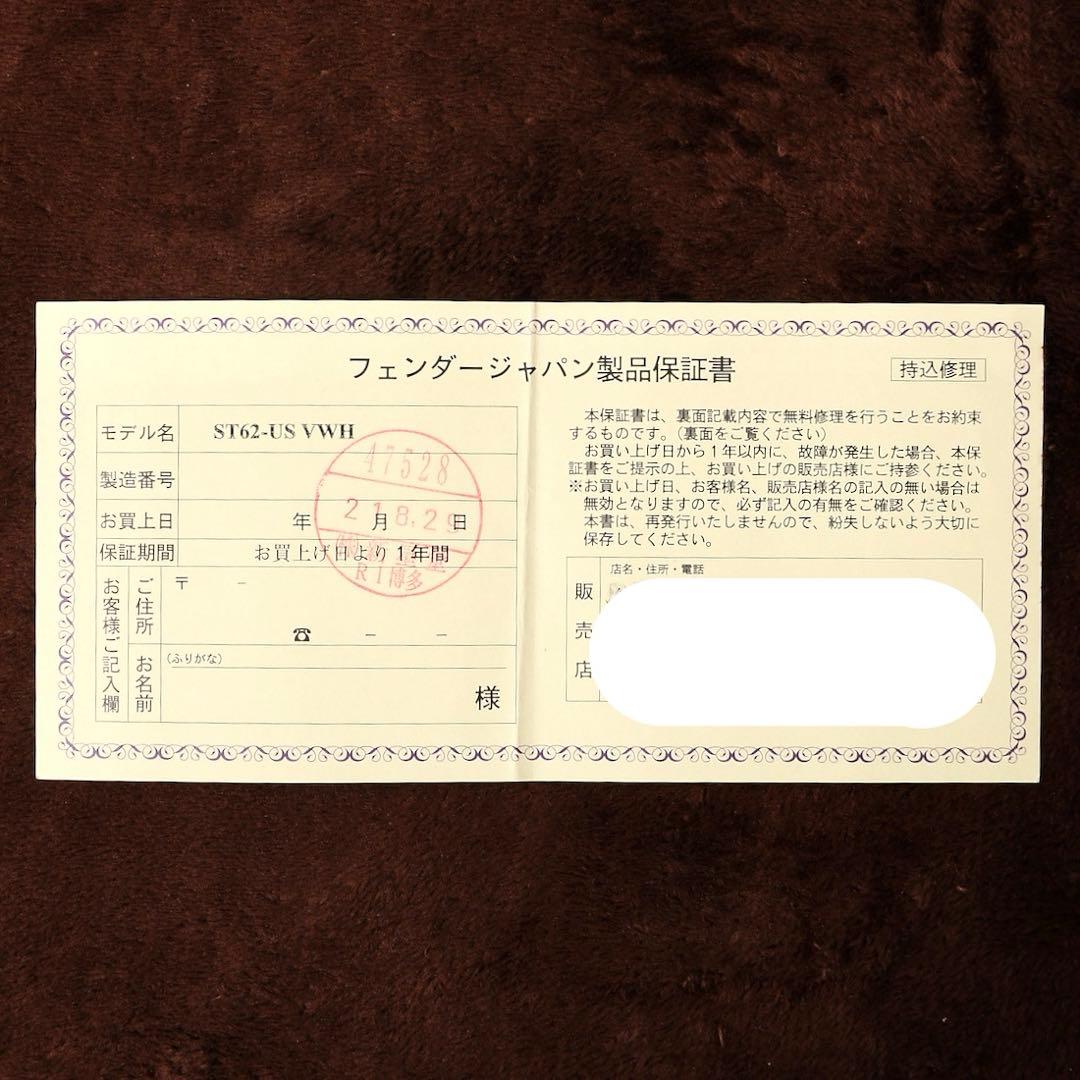 フェンダージャパン製品保証書
持込修理
モデル名 ST62-US VWH
製造番号
お買上日 年 月 日
保証期間 お買上げ日より1年間
お客様ご記入欄
ご住所 〒 －
☎ － －
お名前 (ふりがな)
様
47528
21.8.29
RI博多
本保証書は、裏面記載内容で無料修理を行うことをお約束
するものです。(裏面をご覧ください)
お買い上げ日から1年以内に、故障が発生した場合、本保
証書をご提示の上、お買い上げの販売店様にご持参ください。
※お買い上げ日、お客様名、販売店様名の記入の無い場合は
無効となりますので、必ず記入の有無をご確認ください。
本書は、再発行いたしませんので、紛失しないよう大切に
保存してください。
販売店
店名・住所・電話